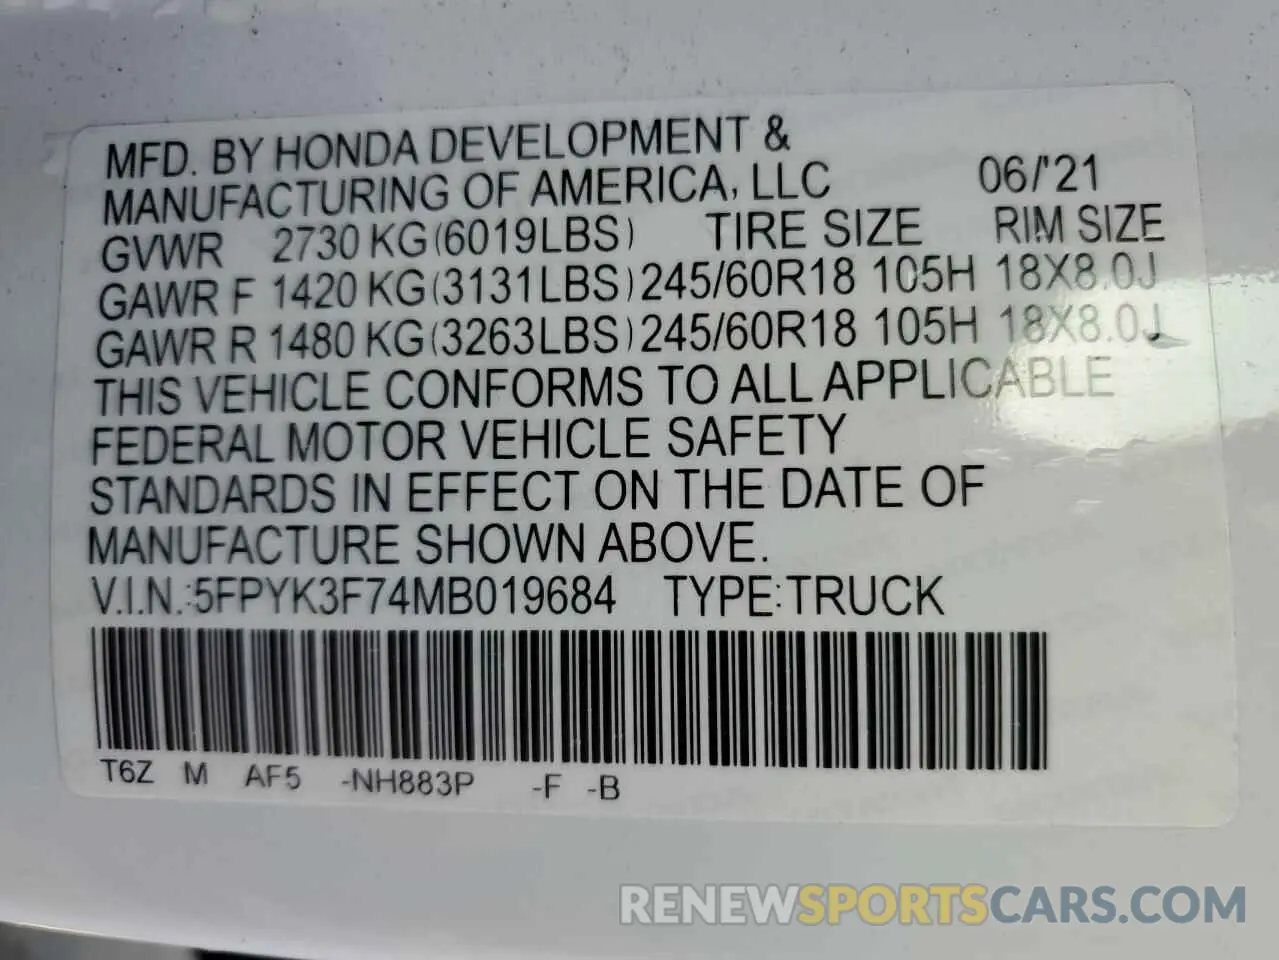 MFD. BY HONDA DEVELOPMENT &
MANUFACTURING OF AMERICA, LLC 06/'21
GVWR 2730 KG(6019LBS) TIRE SIZE RIM SIZE
GAWR F 1420 KG(3131LBS)245/60R18 105H 18X8.0J
GAWR R 1480 KG(3263LBS)245/60R18 105H 18X8.0J
THIS VEHICLE CONFORMS TO ALL APPLICABLE
FEDERAL MOTOR VEHICLE SAFETY
STANDARDS IN EFFECT ON THE DATE OF
MANUFACTURE SHOWN ABOVE.
V.I.N.:5FPYK3F74MB019684 TYPE:TRUCK
T6Z M AF5 -NH883P -F -B
RENEWSPORTSCARS.COM